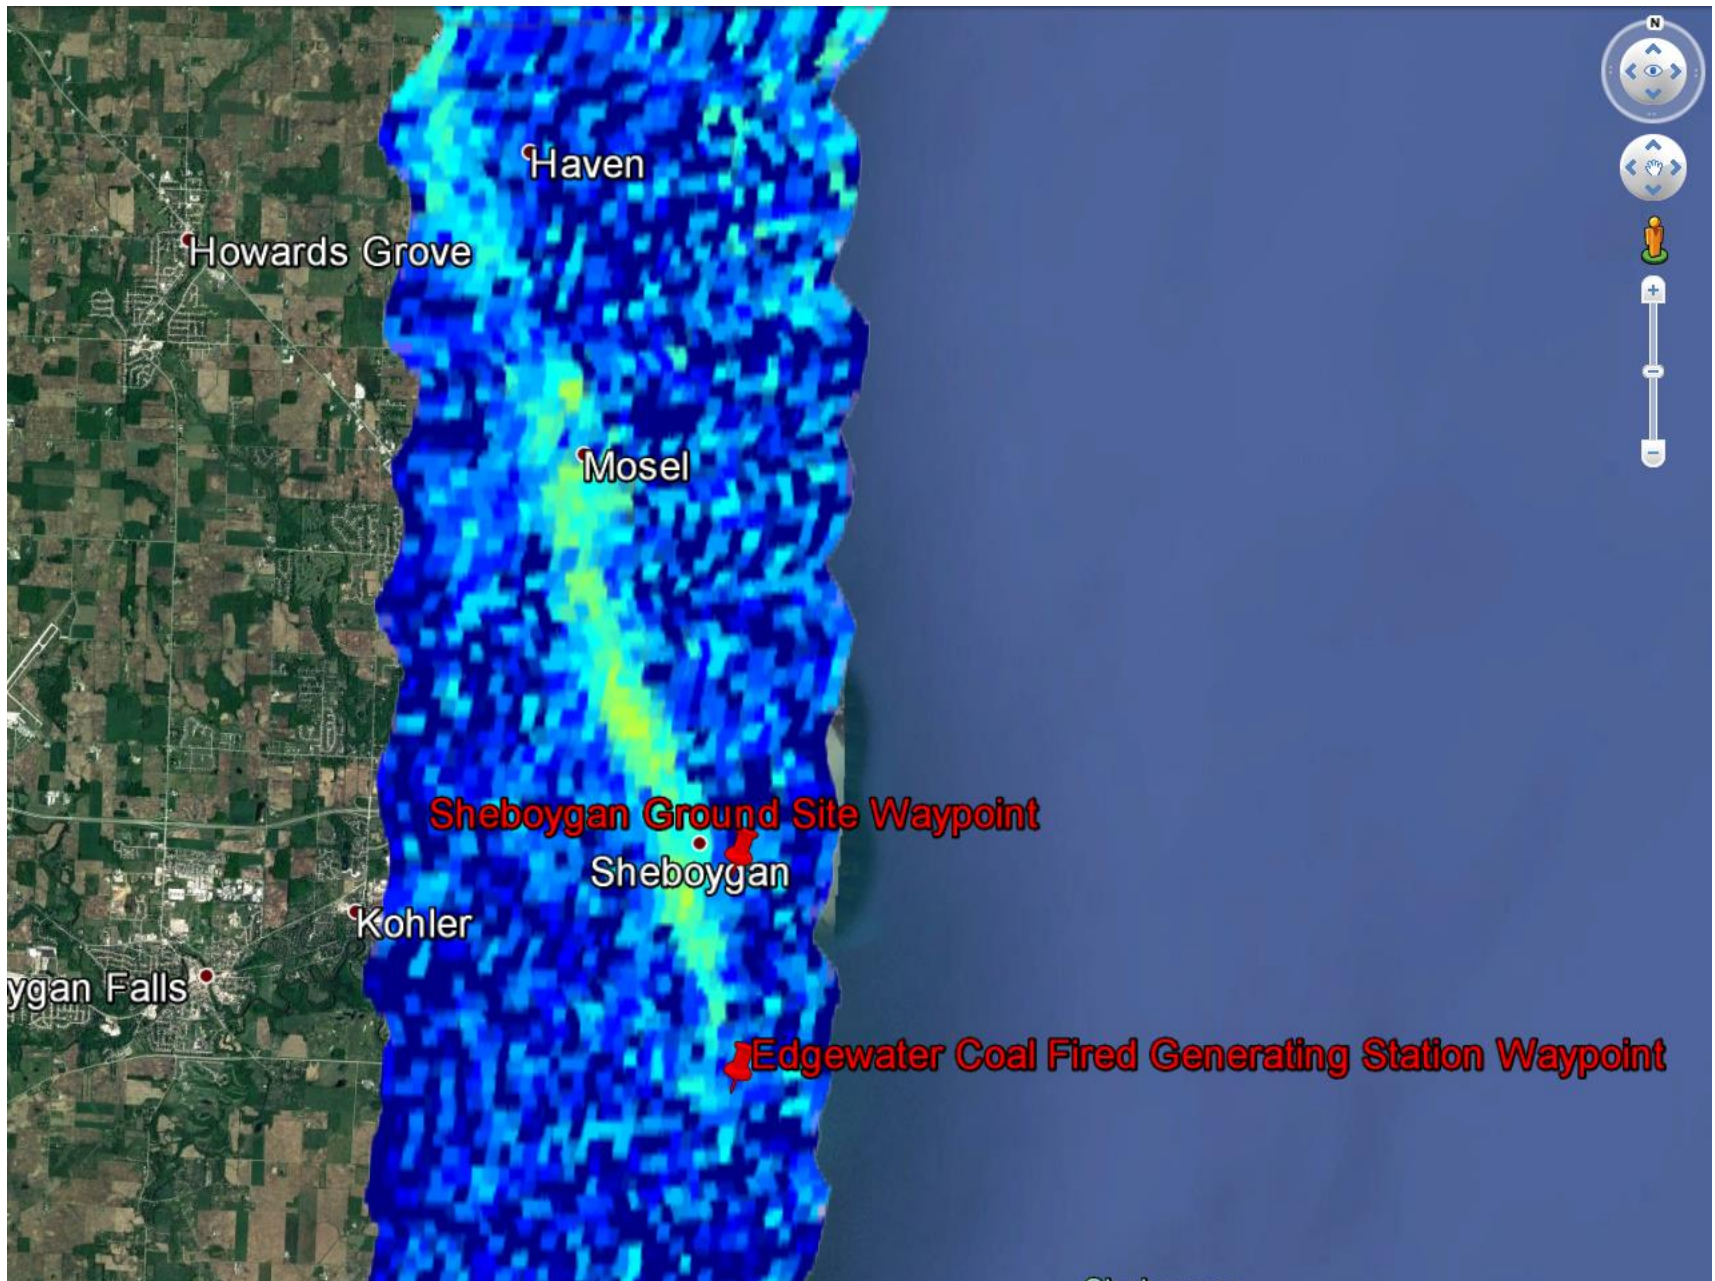 N
Haven
Howards Grove
Mosel
Sheboygan Ground Site Waypoint
Sheboygan
Kohler
ygan Falls
Edgewater Coal Fired Generating Station Waypoint